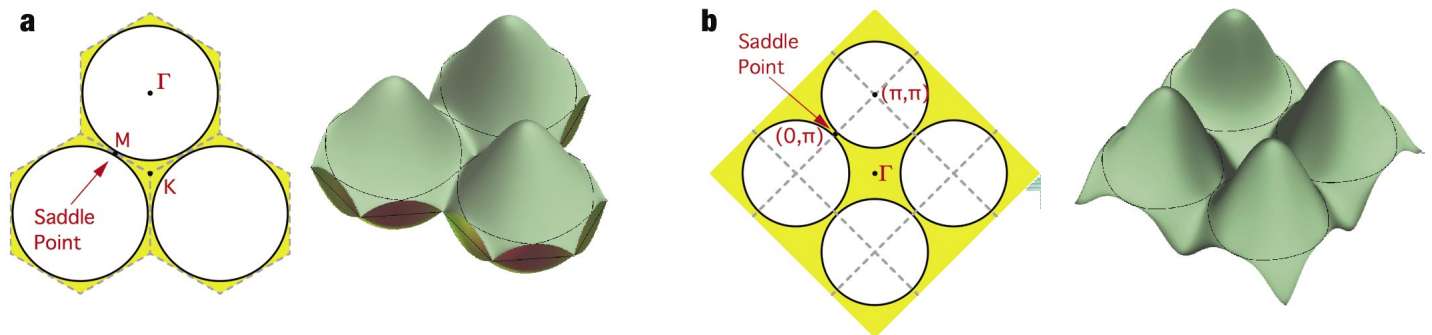 a
Γ
M
K
Saddle
Point
b
Saddle
Point
(π,π)
(0,π)
Γ